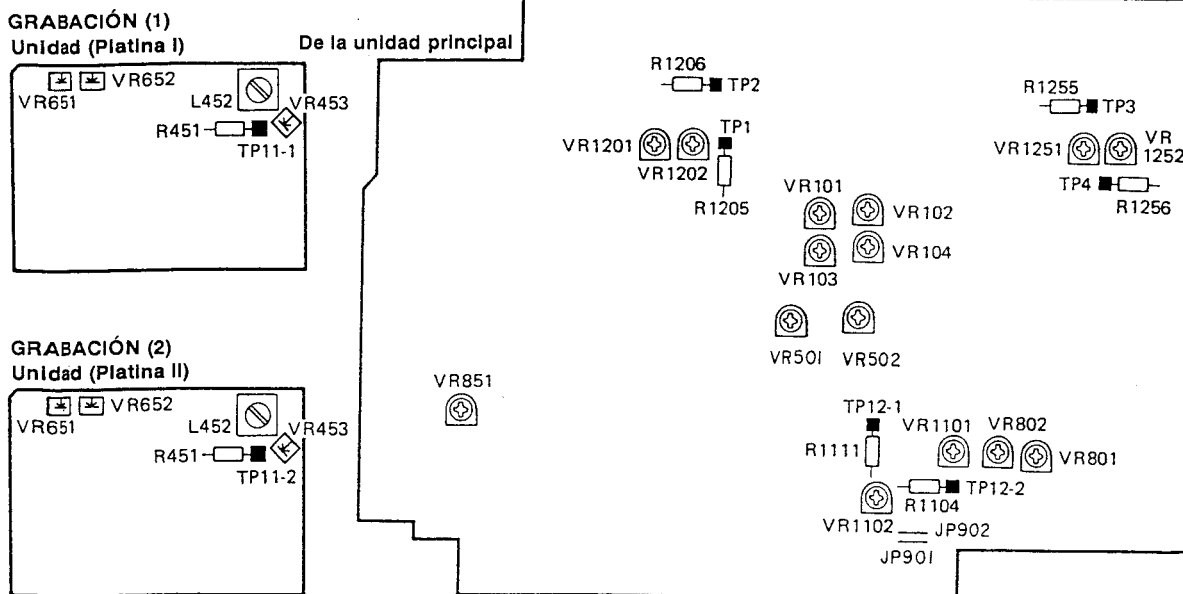 GRABACIÓN (1)
Unidad (Platina I)
VR651
VR652
L452
VR453
R451
TP11-1
GRABACIÓN (2)
Unidad (Platina II)
VR651
VR652
L452
VR453
R451
TP11-2
De la unidad principal
R1206
TP2
TP1
VR1201
VR1202
R1205
R1255
TP3
VR1251
VR
1252
TP4
R1256
VR101
VR102
VR104
VR103
VR501
VR502
VR851
TP12-1
VR1101
VR802
R1111
VR801
TP12-2
R1104
VR1102
JP902
JP901